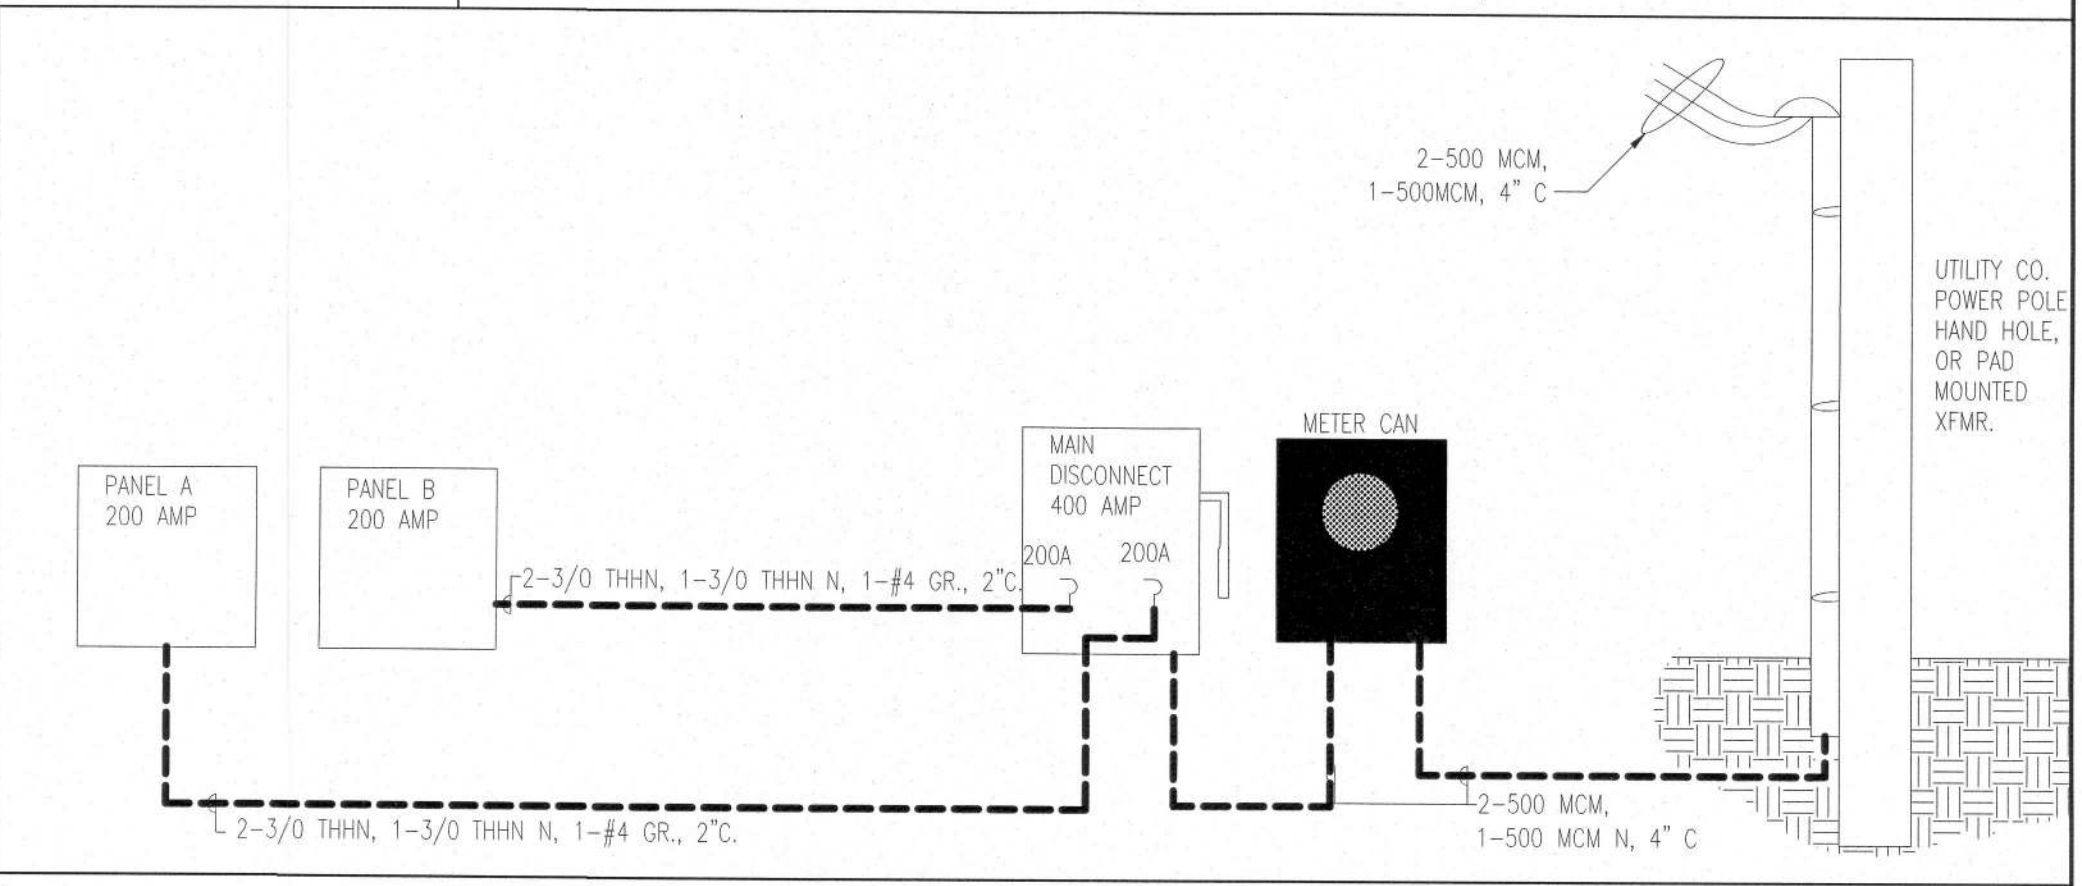 2-500 MCM,
1-500MCM, 4" C
UTILITY CO.
POWER POLE
HAND HOLE,
OR PAD
MOUNTED
XFMR.
METER CAN
MAIN
DISCONNECT
400 AMP
200A
200A
PANEL A
200 AMP
PANEL B
200 AMP
2-3/0 THHN, 1-3/0 THHN N, 1-#4 GR., 2"C.
2-500 MCM,
1-500 MCM N, 4" C
2-3/0 THHN, 1-3/0 THHN N, 1-#4 GR., 2"C.